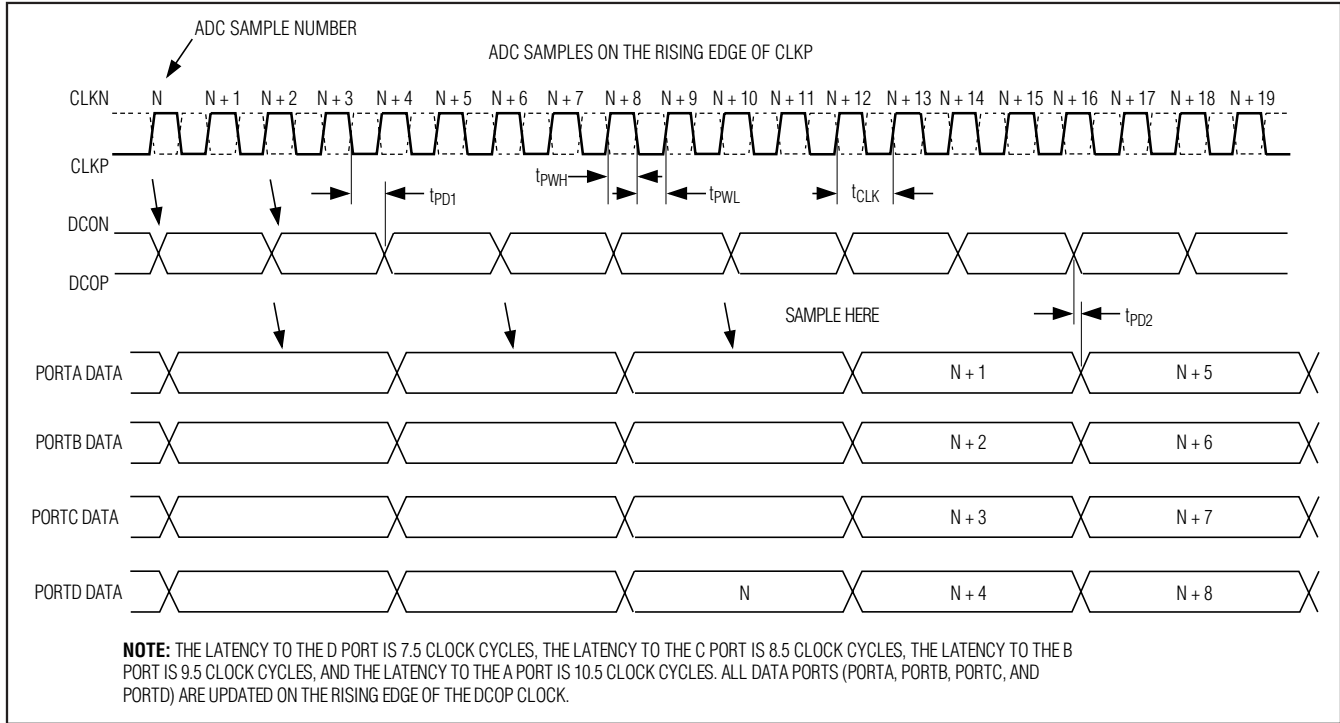 ADC SAMPLE NUMBER
ADC SAMPLES ON THE RISING EDGE OF CLKP
CLKN N N + 1 N + 2 N + 3 N + 4 N + 5 N + 6 N + 7 N + 8 N + 9 N + 10 N + 11 N + 12 N + 13 N + 14 N + 15 N + 16 N + 17 N + 18 N + 19
CLKP
tPD1 tPWH tPWL tCLK
DCON
DCOP
SAMPLE HERE tPD2
PORTA DATA N + 1 N + 5
PORTB DATA N + 2 N + 6
PORTC DATA N + 3 N + 7
PORTD DATA N N + 4 N + 8
NOTE: THE LATENCY TO THE D PORT IS 7.5 CLOCK CYCLES, THE LATENCY TO THE C PORT IS 8.5 CLOCK CYCLES, THE LATENCY TO THE B
PORT IS 9.5 CLOCK CYCLES, AND THE LATENCY TO THE A PORT IS 10.5 CLOCK CYCLES. ALL DATA PORTS (PORTA, PORTB, PORTC, AND
PORTD) ARE UPDATED ON THE RISING EDGE OF THE DCOP CLOCK.